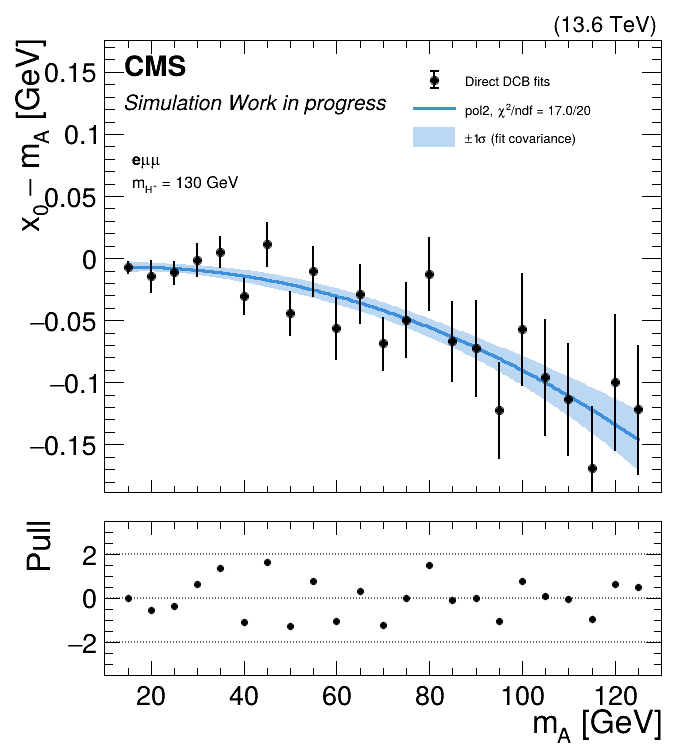 (13.6 TeV)
CMS
Simulation Work in progress
Direct DCB fits
pol2, χ²/ndf = 17.0/20
±1σ (fit covariance)
eμμ
m_H⁻ = 130 GeV
x₀− m_A [GeV]
0.15
0.1
0.05
0
−0.05
−0.1
−0.15
Pull
2
0
−2
20 40 60 80 100 120
m_A [GeV]